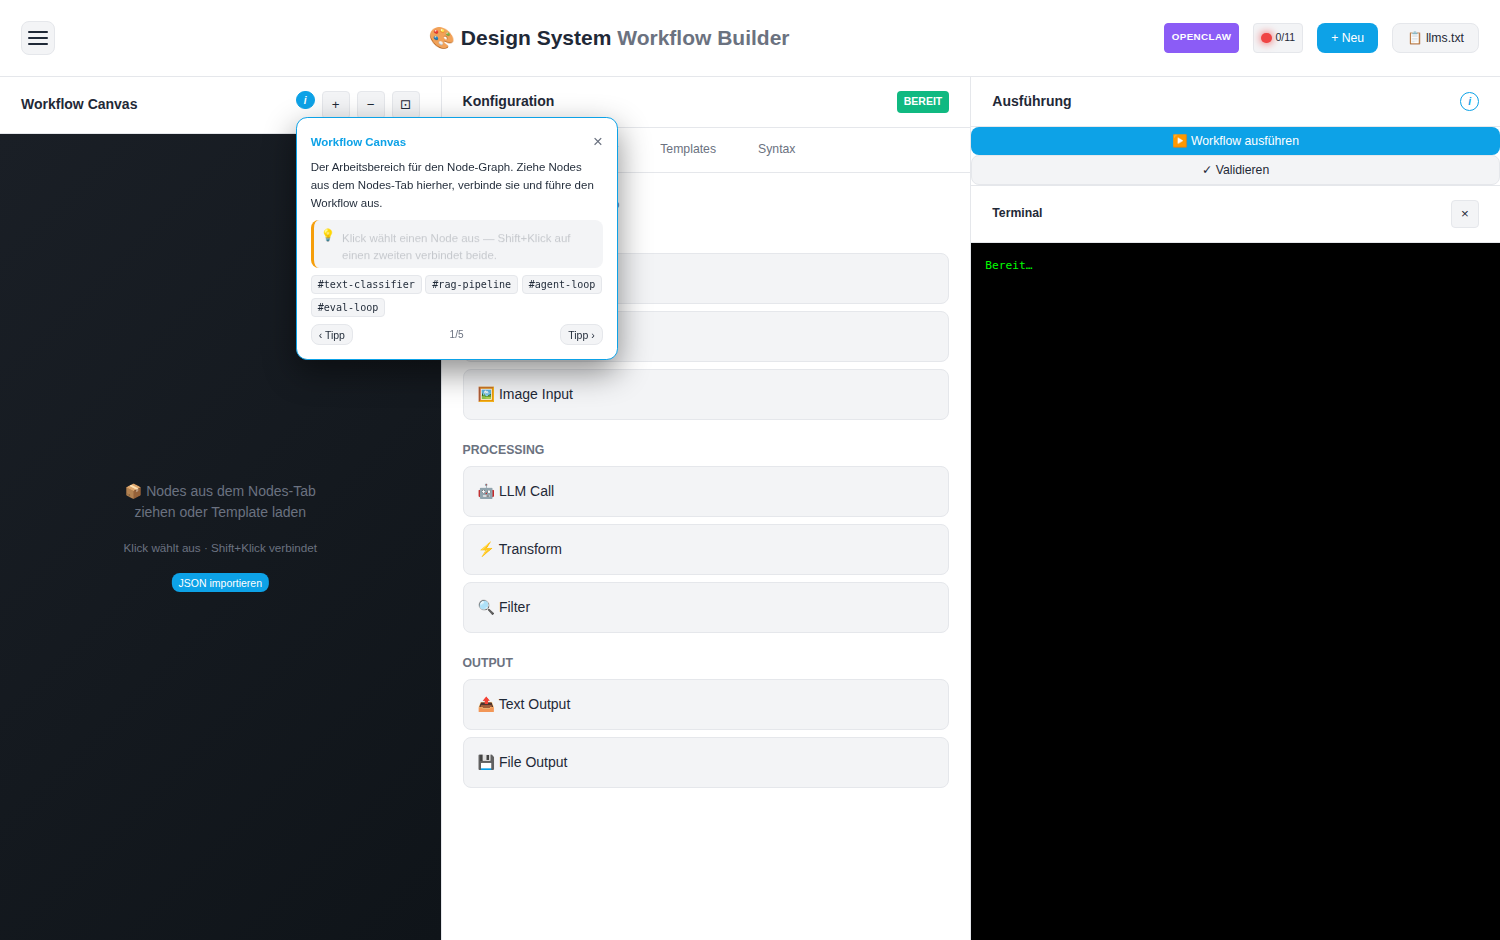 🎨 Design System Workflow Builder
OPENCLAW
0/11
+ Neu
📋 llms.txt
Workflow Canvas
i
+
−
⊡
Workflow Canvas
×
Der Arbeitsbereich für den Node-Graph. Ziehe Nodes
aus dem Nodes-Tab hierher, verbinde sie und führe den
Workflow aus.
💡 Klick wählt einen Node aus — Shift+Klick auf
einen zweiten verbindet beide.
#text-classifier #rag-pipeline #agent-loop
#eval-loop
‹ Tipp
1/5
Tipp ›
📦 Nodes aus dem Nodes-Tab
ziehen oder Template laden
Klick wählt aus · Shift+Klick verbindet
JSON importieren
Konfiguration
BEREIT
Templates
Syntax
🖼️ Image Input
PROCESSING
🤖 LLM Call
⚡ Transform
🔍 Filter
OUTPUT
📤 Text Output
💾 File Output
Ausführung
i
▶️ Workflow ausführen
✓ Validieren
Terminal
×
Bereit…